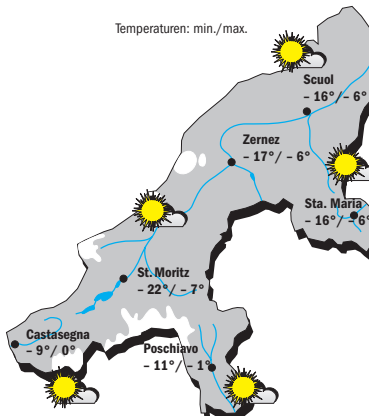 Temperaturen: min./max.
Scuol
– 16°/ – 6°
Zernez
– 17°/ – 6°
Sta. Maria
– 16°/ – 6°
St. Moritz
– 22°/ – 7°
Castasegna
– 9°/ 0°
Poschiavo
– 11°/ – 1°